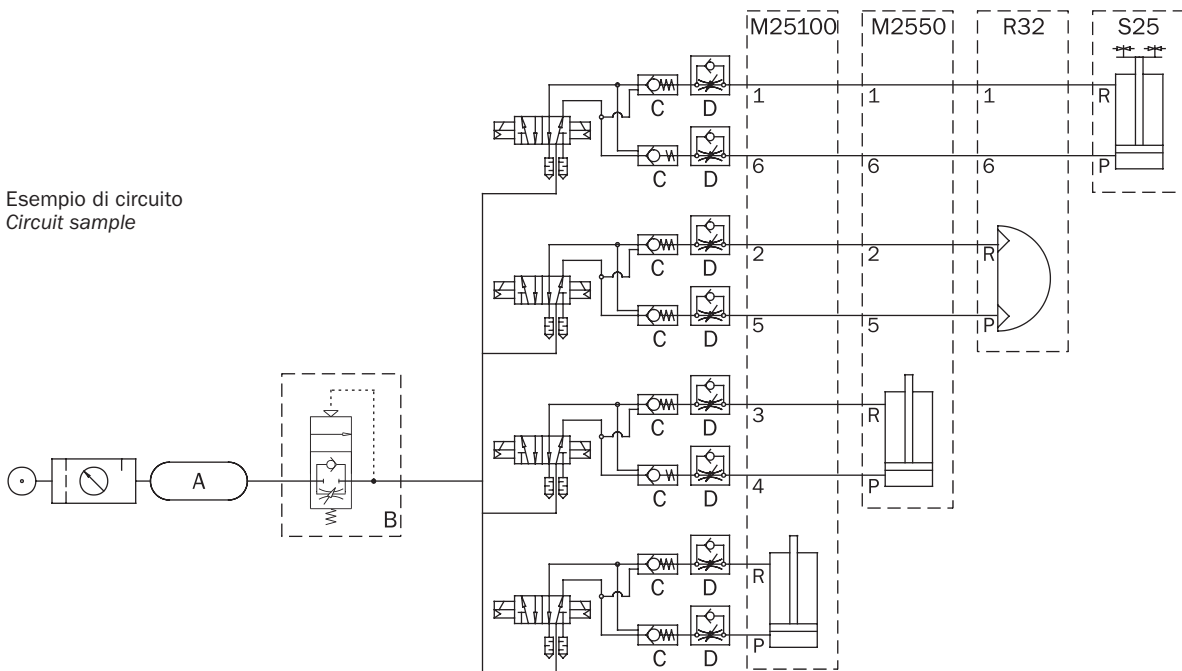 M25100 M2550 R32 S25
C D 1 1 1 R
C D 6 6 6 P
Esempio di circuito
Circuit sample
C D 2 2 R
C D 5 5 P
C D 3 R
A
C D 4 P
B
C D R
C D P